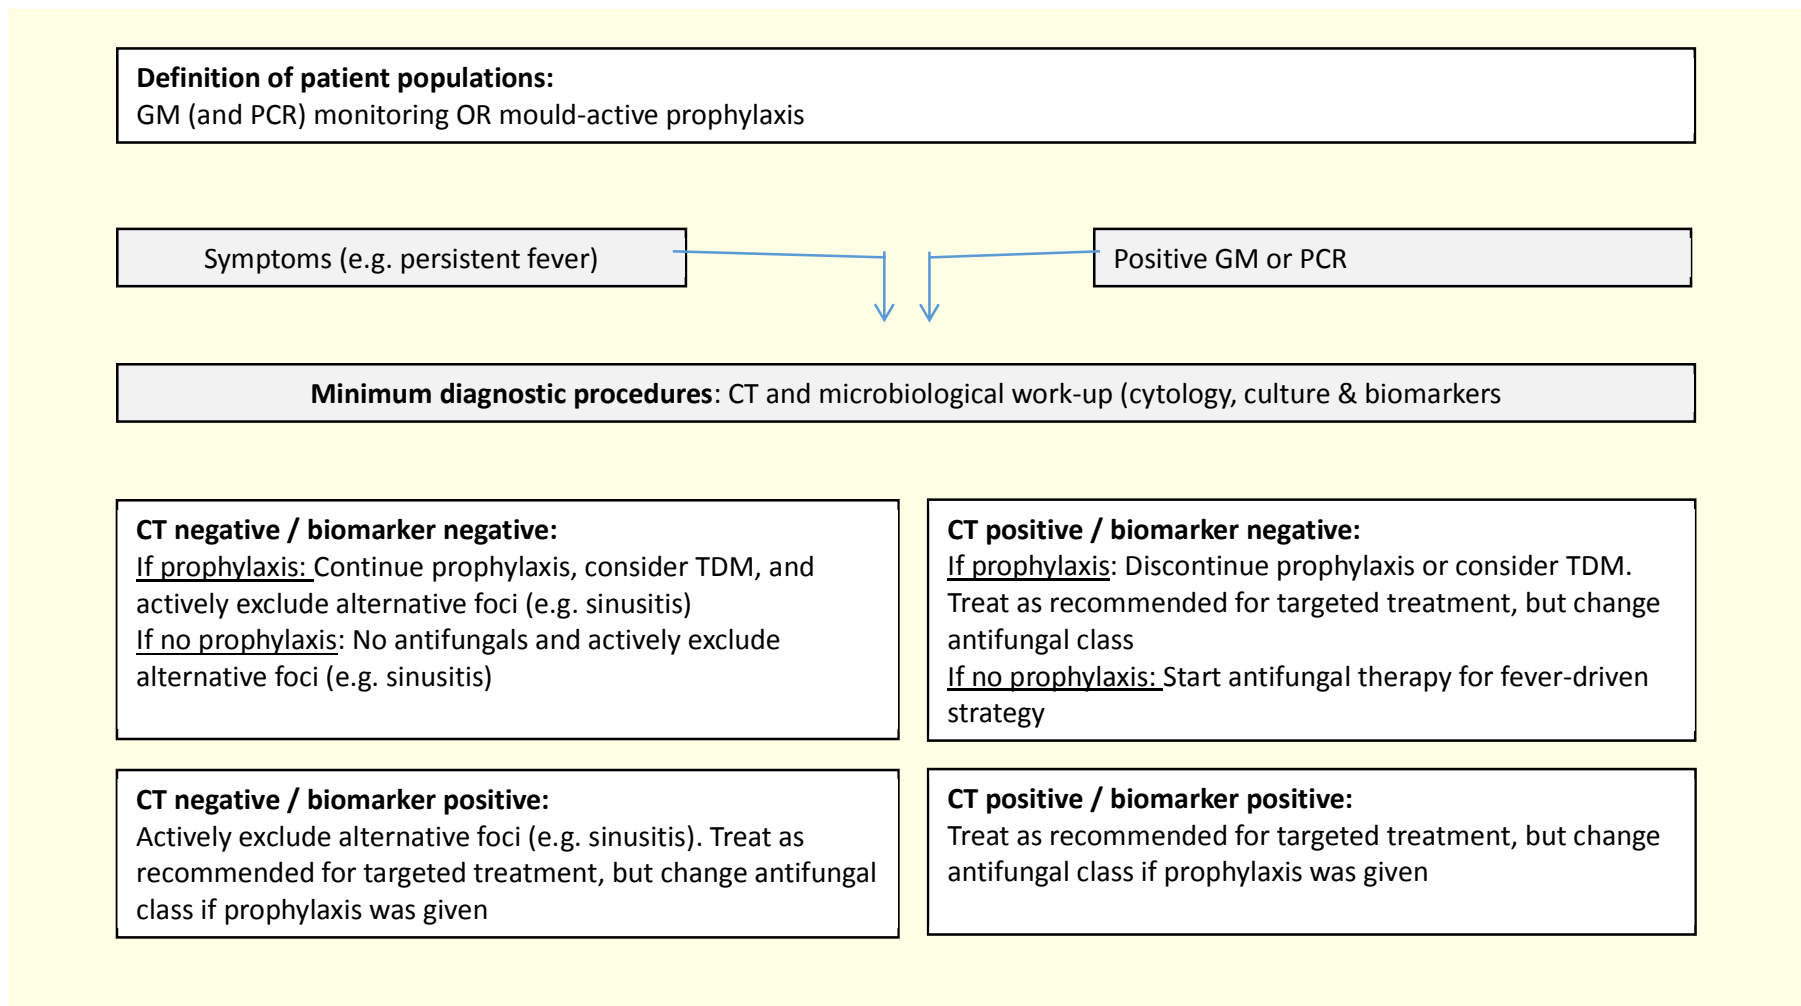 Definition of patient populations:
GM (and PCR) monitoring OR mould-active prophylaxis
Symptoms (e.g. persistent fever)
Positive GM or PCR
Minimum diagnostic procedures: CT and microbiological work-up (cytology, culture & biomarkers
CT negative / biomarker negative:
If prophylaxis: Continue prophylaxis, consider TDM, and
actively exclude alternative foci (e.g. sinusitis)
If no prophylaxis: No antifungals and actively exclude
alternative foci (e.g. sinusitis)
CT positive / biomarker negative:
If prophylaxis: Discontinue prophylaxis or consider TDM.
Treat as recommended for targeted treatment, but change
antifungal class
If no prophylaxis: Start antifungal therapy for fever-driven
strategy
CT negative / biomarker positive:
Actively exclude alternative foci (e.g. sinusitis). Treat as
recommended for targeted treatment, but change antifungal
class if prophylaxis was given
CT positive / biomarker positive:
Treat as recommended for targeted treatment, but change
antifungal class if prophylaxis was given